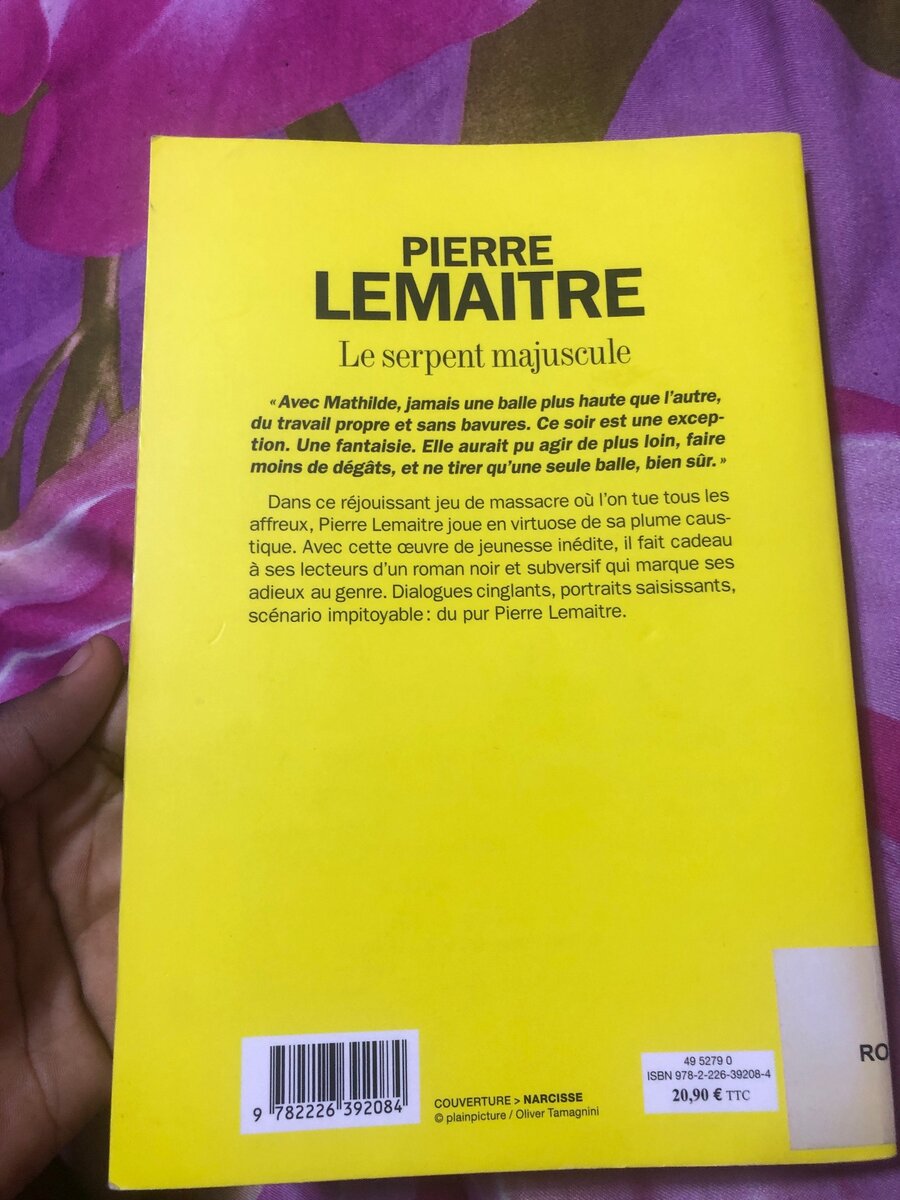 PIERRE
LEMAITRE
Le serpent majuscule
« Avec Mathilde, jamais une balle plus haute que l’autre,
du travail propre et sans bavures. Ce soir est une excep-
tion. Une fantaisie. Elle aurait pu agir de plus loin, faire
moins de dégâts, et ne tirer qu’une seule balle, bien sûr. »
Dans ce réjouissant jeu de massacre où l’on tue tous les
affreux, Pierre Lemaitre joue en virtuose de sa plume caus-
tique. Avec cette œuvre de jeunesse inédite, il fait cadeau
à ses lecteurs d’un roman noir et subversif qui marque ses
adieux au genre. Dialogues cinglants, portraits saisissants,
scénario impitoyable : du pur Pierre Lemaitre.
9 782226 392084
COUVERTURE > NARCISSE
© plainpicture / Oliver Tamagnini
49 5279 0
ISBN 978-2-226-39208-4
20,90 € TTC
RO